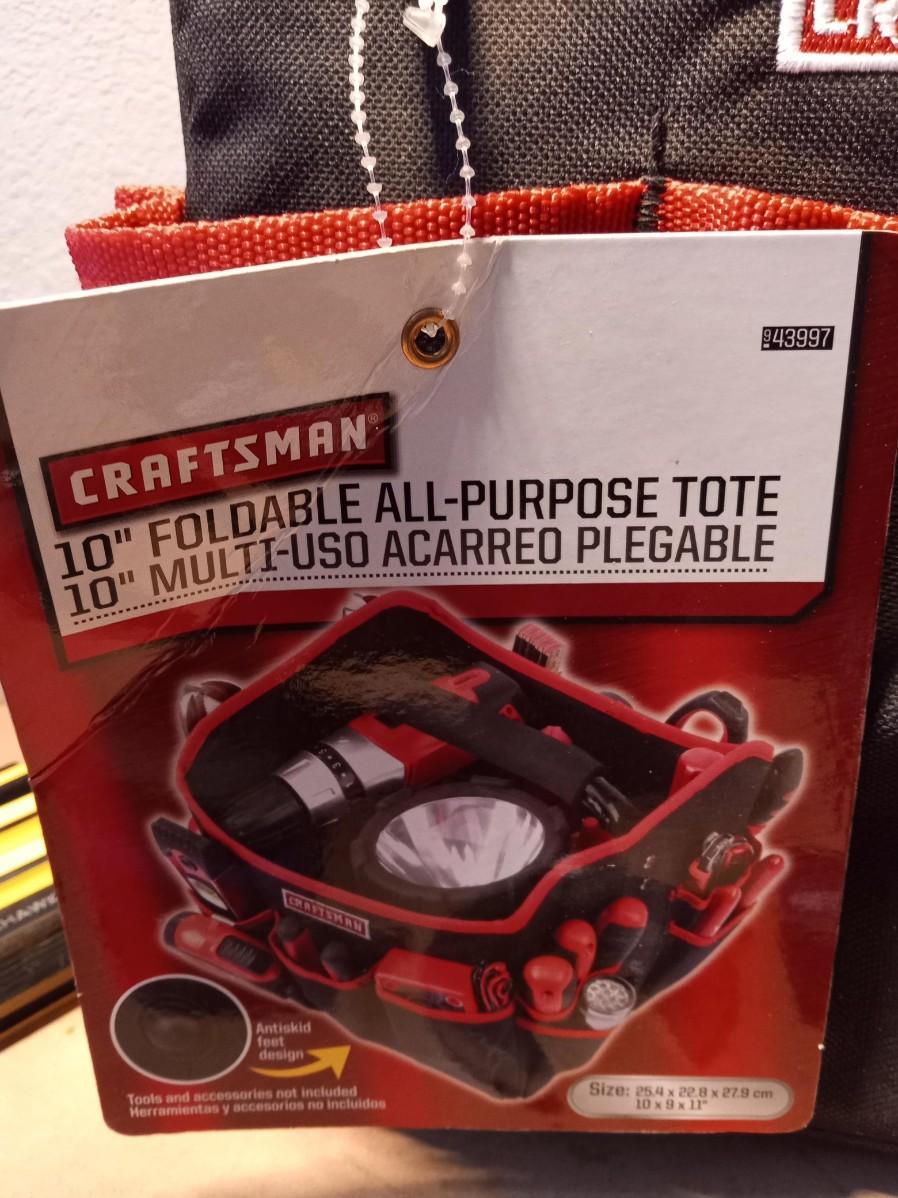 943997
CRAFTSMAN®
10" FOLDABLE ALL-PURPOSE TOTE
10" MULTI-USO ACARREO PLEGABLE
CRAFTSMAN
Antiskid
feet
design
Tools and accessories not included
Herramientas y accesorios no incluidos
Size: 25.4 x 22.8 x 27.9 cm
10 x 9 x 11"